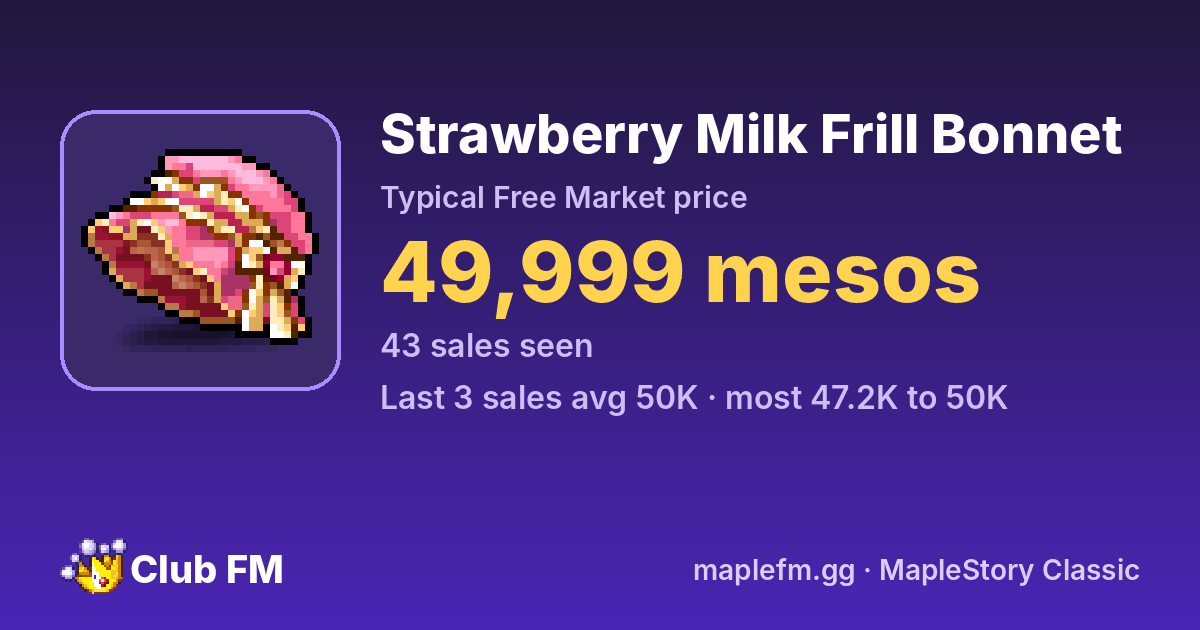 Strawberry Milk Frill Bonnet
Typical Free Market price
49,999 mesos
43 sales seen
Last 3 sales avg 50K · most 47.2K to 50K
Club FM
maplefm.gg · MapleStory Classic